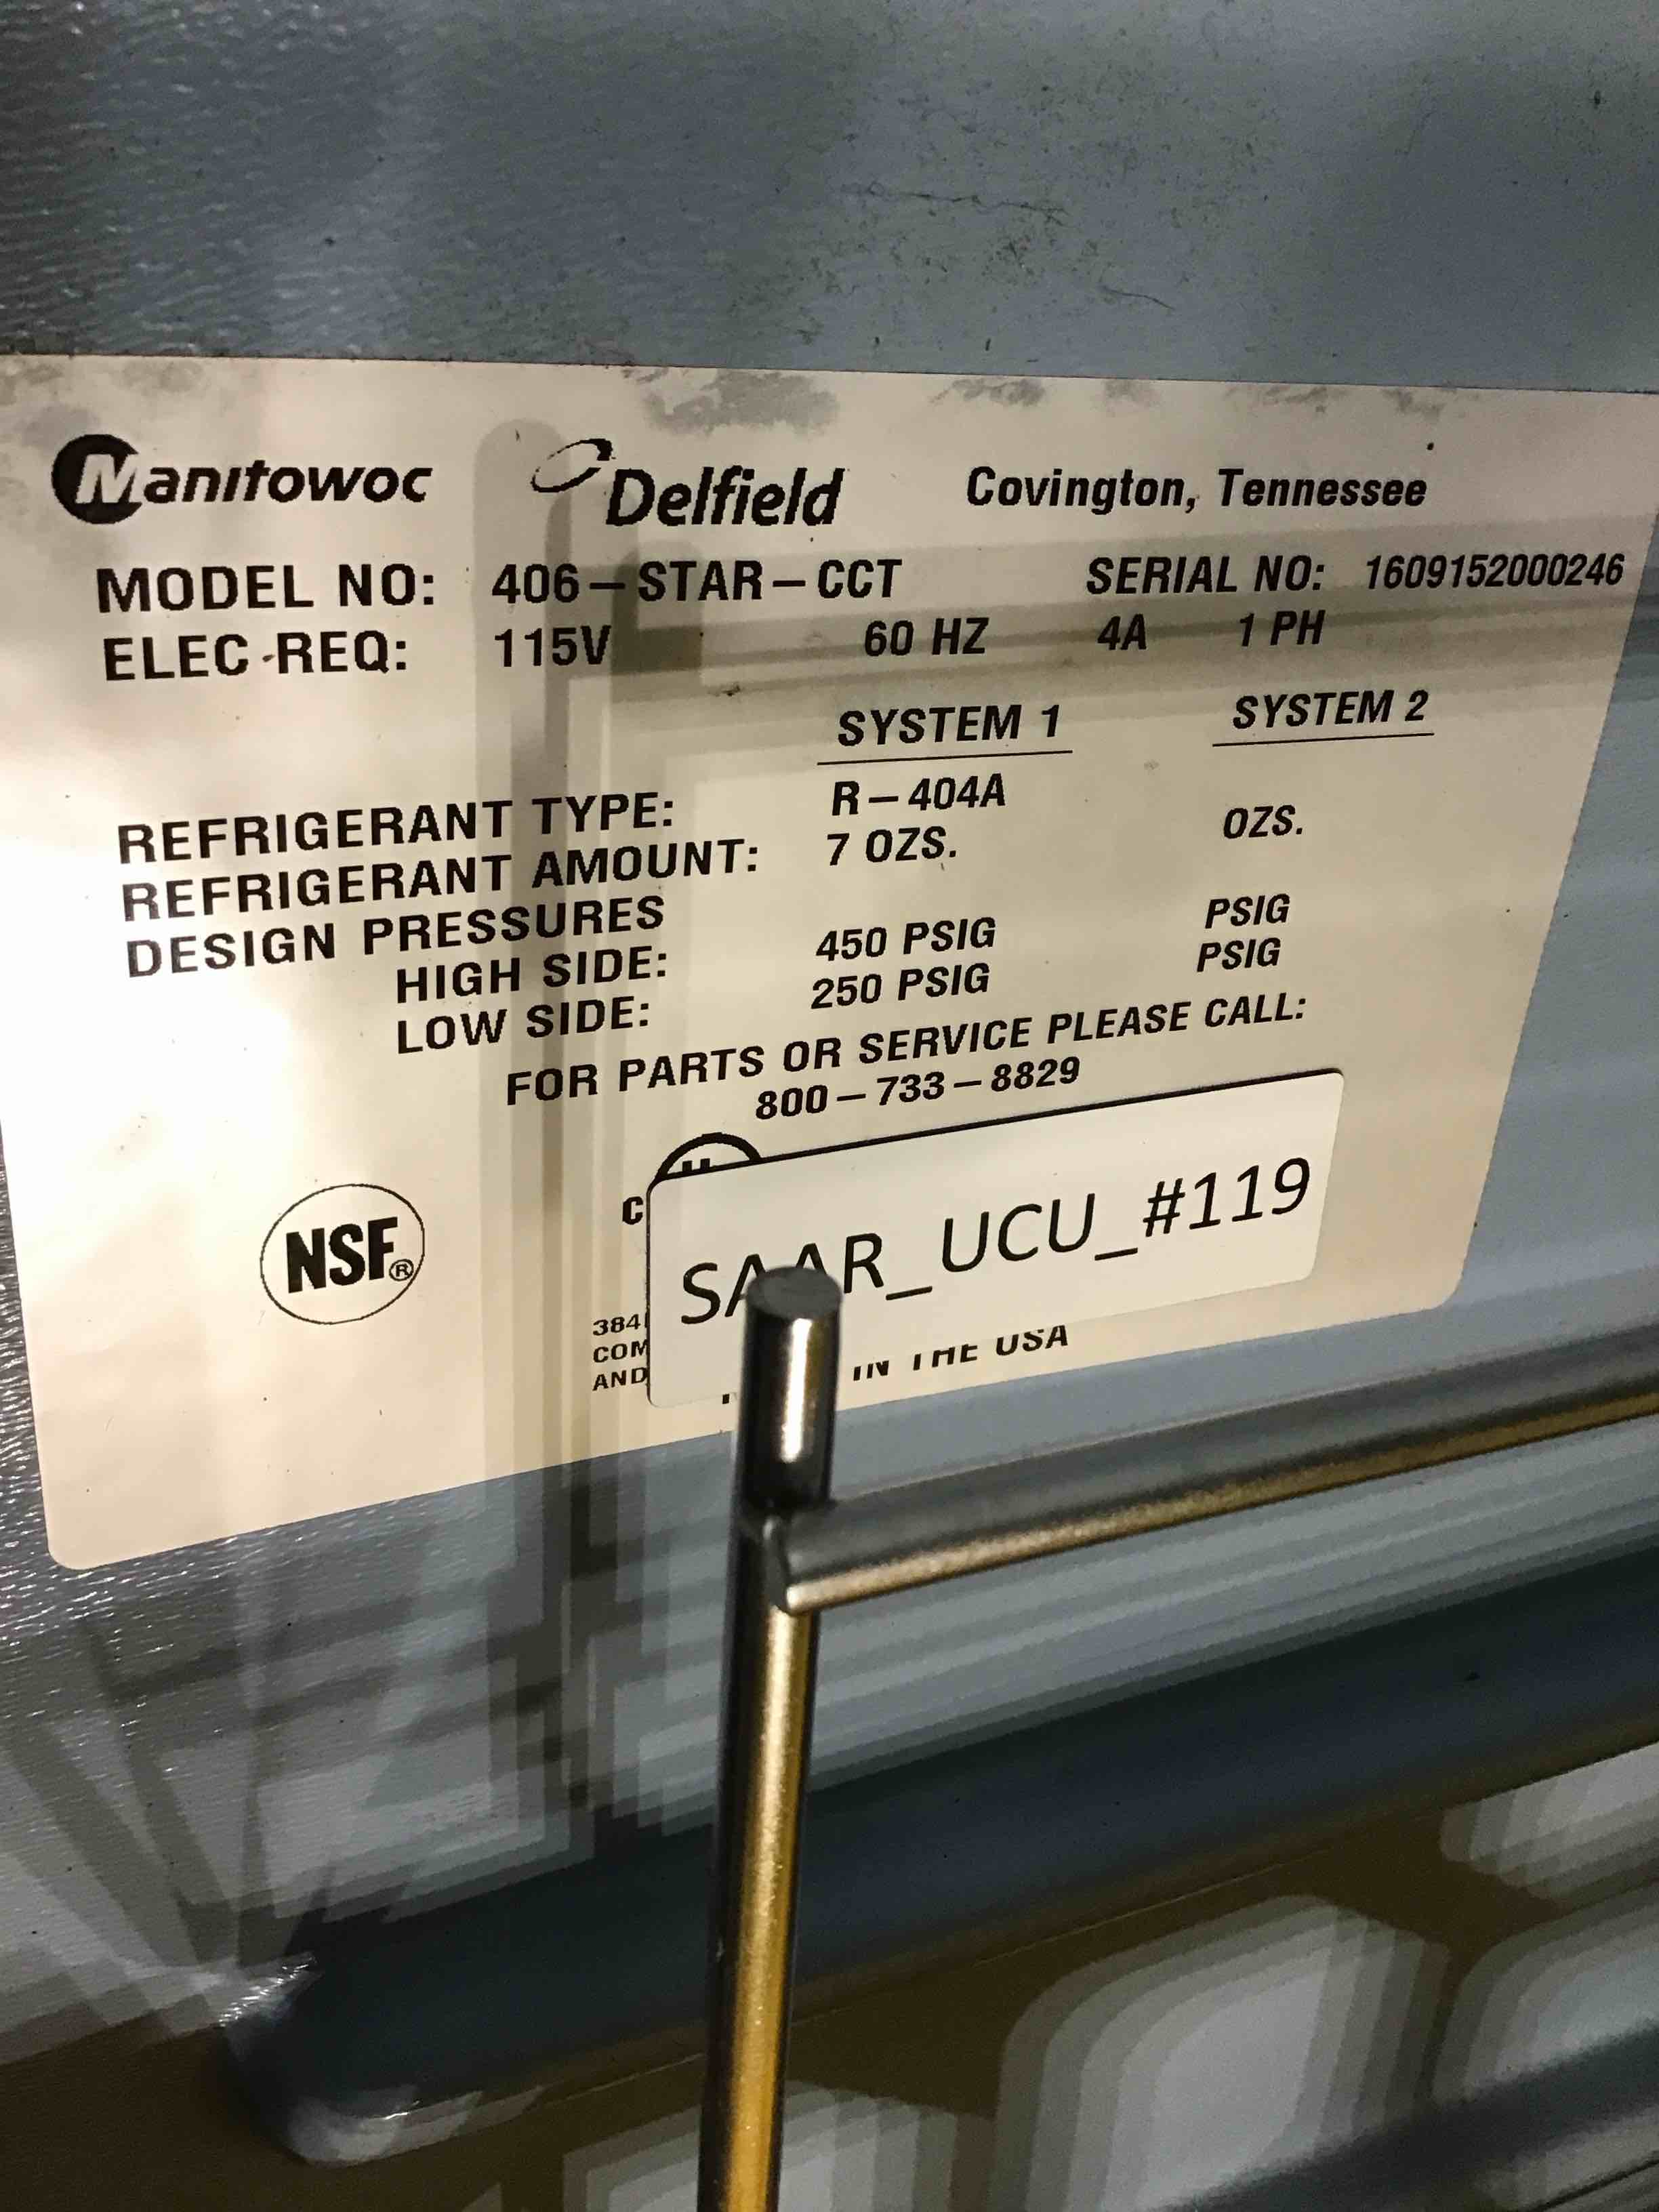 Manitowoc Delfield Covington, Tennessee
MODEL NO: 406-STAR-CCT SERIAL NO: 1609152000246
ELEC-REQ: 115V 60 HZ 4A 1 PH
SYSTEM 1 SYSTEM 2
REFRIGERANT TYPE: R-404A
REFRIGERANT AMOUNT: 7 OZS. OZS.
DESIGN PRESSURES
HIGH SIDE: 450 PSIG PSIG
LOW SIDE: 250 PSIG PSIG
FOR PARTS OR SERVICE PLEASE CALL:
800-733-8829
NSF®
C
SAAR_UCU_#119
384
COM
AND
IN THE USA